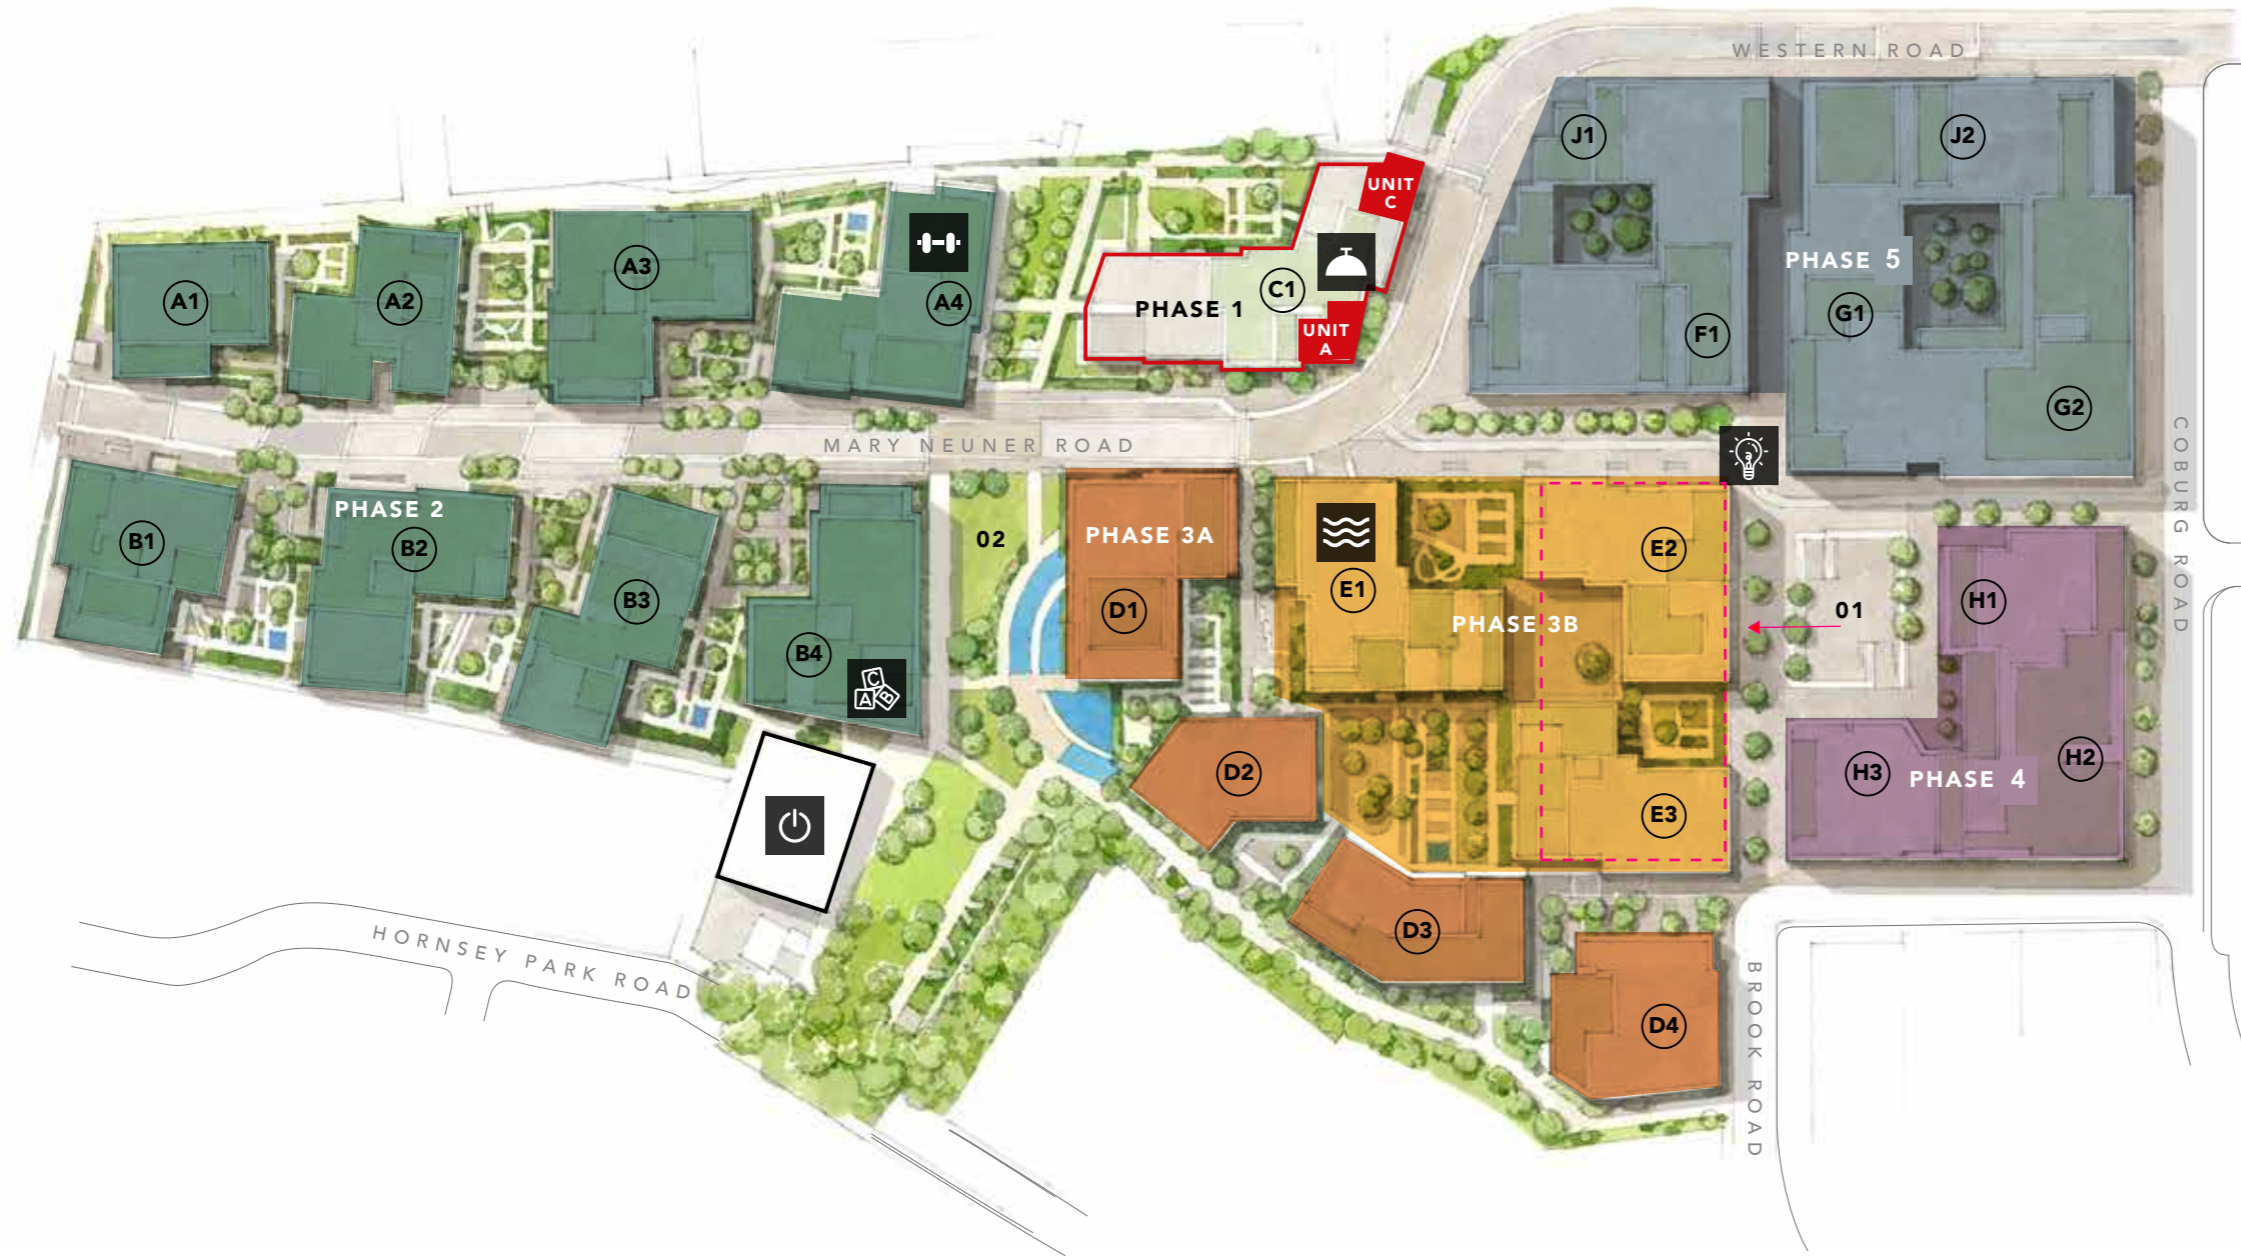 WESTERN ROAD
J1
J2
UNIT
C
A3
PHASE 5
C1
A1
A2
A4
PHASE 1
G1
UNIT
A
F1
G2
MARY NEUNER ROAD
COBURG ROAD
PHASE 2
B1
B2
02
PHASE 3A
E2
E1
B3
D1
PHASE 3B
H1
01
B4
C
A
B
D2
H3
PHASE 4
H2
E3
D3
HORNSEY PARK ROAD
D4
BROOK ROAD